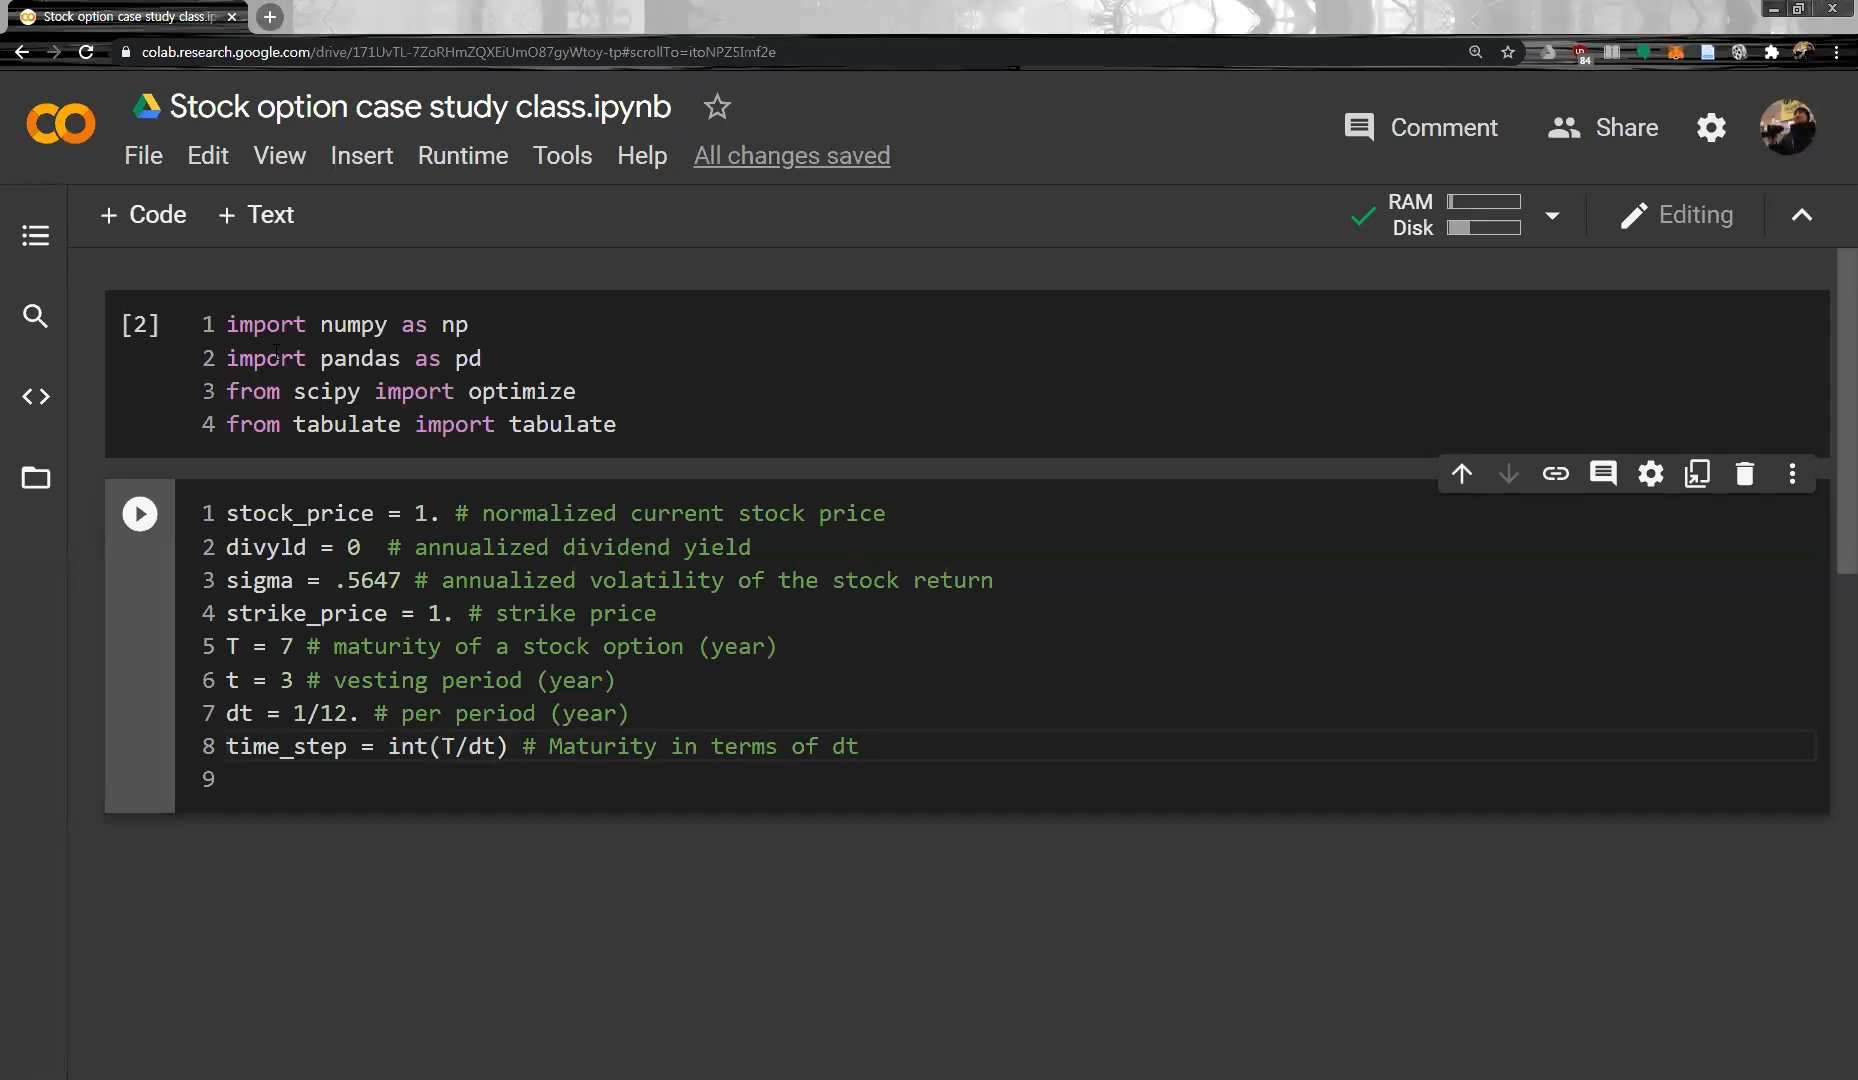 Stock option case study class.ip
colab.research.google.com/drive/171UvTL-7ZoRHmZQXEiUmO87gyWtoy-tp#scrollTo=itoNPZ5Imf2e
84
Stock option case study class.ipynb
Comment
Share
File Edit View Insert Runtime Tools Help All changes saved
+ Code + Text
RAM
Disk
Editing
[2]
1 import numpy as np
2 import pandas as pd
3 from scipy import optimize
4 from tabulate import tabulate
1 stock_price = 1. # normalized current stock price
2 divyld = 0  # annualized dividend yield
3 sigma = .5647 # annualized volatility of the stock return
4 strike_price = 1. # strike price
5 T = 7 # maturity of a stock option (year)
6 t = 3 # vesting period (year)
7 dt = 1/12. # per period (year)
8 time_step = int(T/dt) # Maturity in terms of dt
9